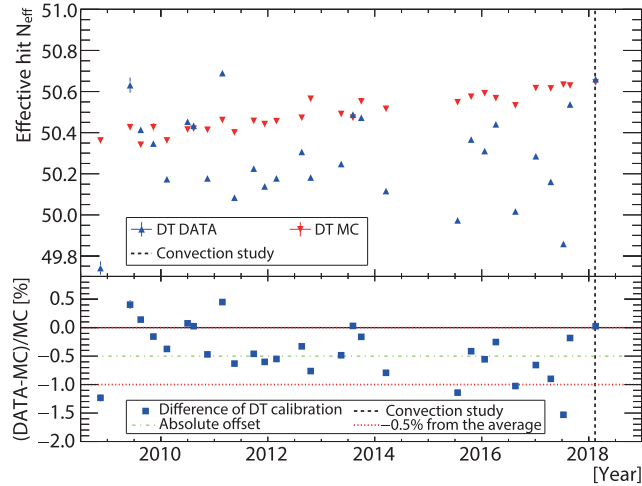 51.0
50.8
50.6
50.4
50.2
50.0
49.8
Effective hit Neff
DT DATA
DT MC
Convection study
0.5
0.0
−0.5
−1.0
−1.5
−2.0
(DATA-MC)/MC [%]
Difference of DT calibration
Convection study
Absolute offset
−0.5% from the average
2010
2012
2014
2016
2018
[Year]